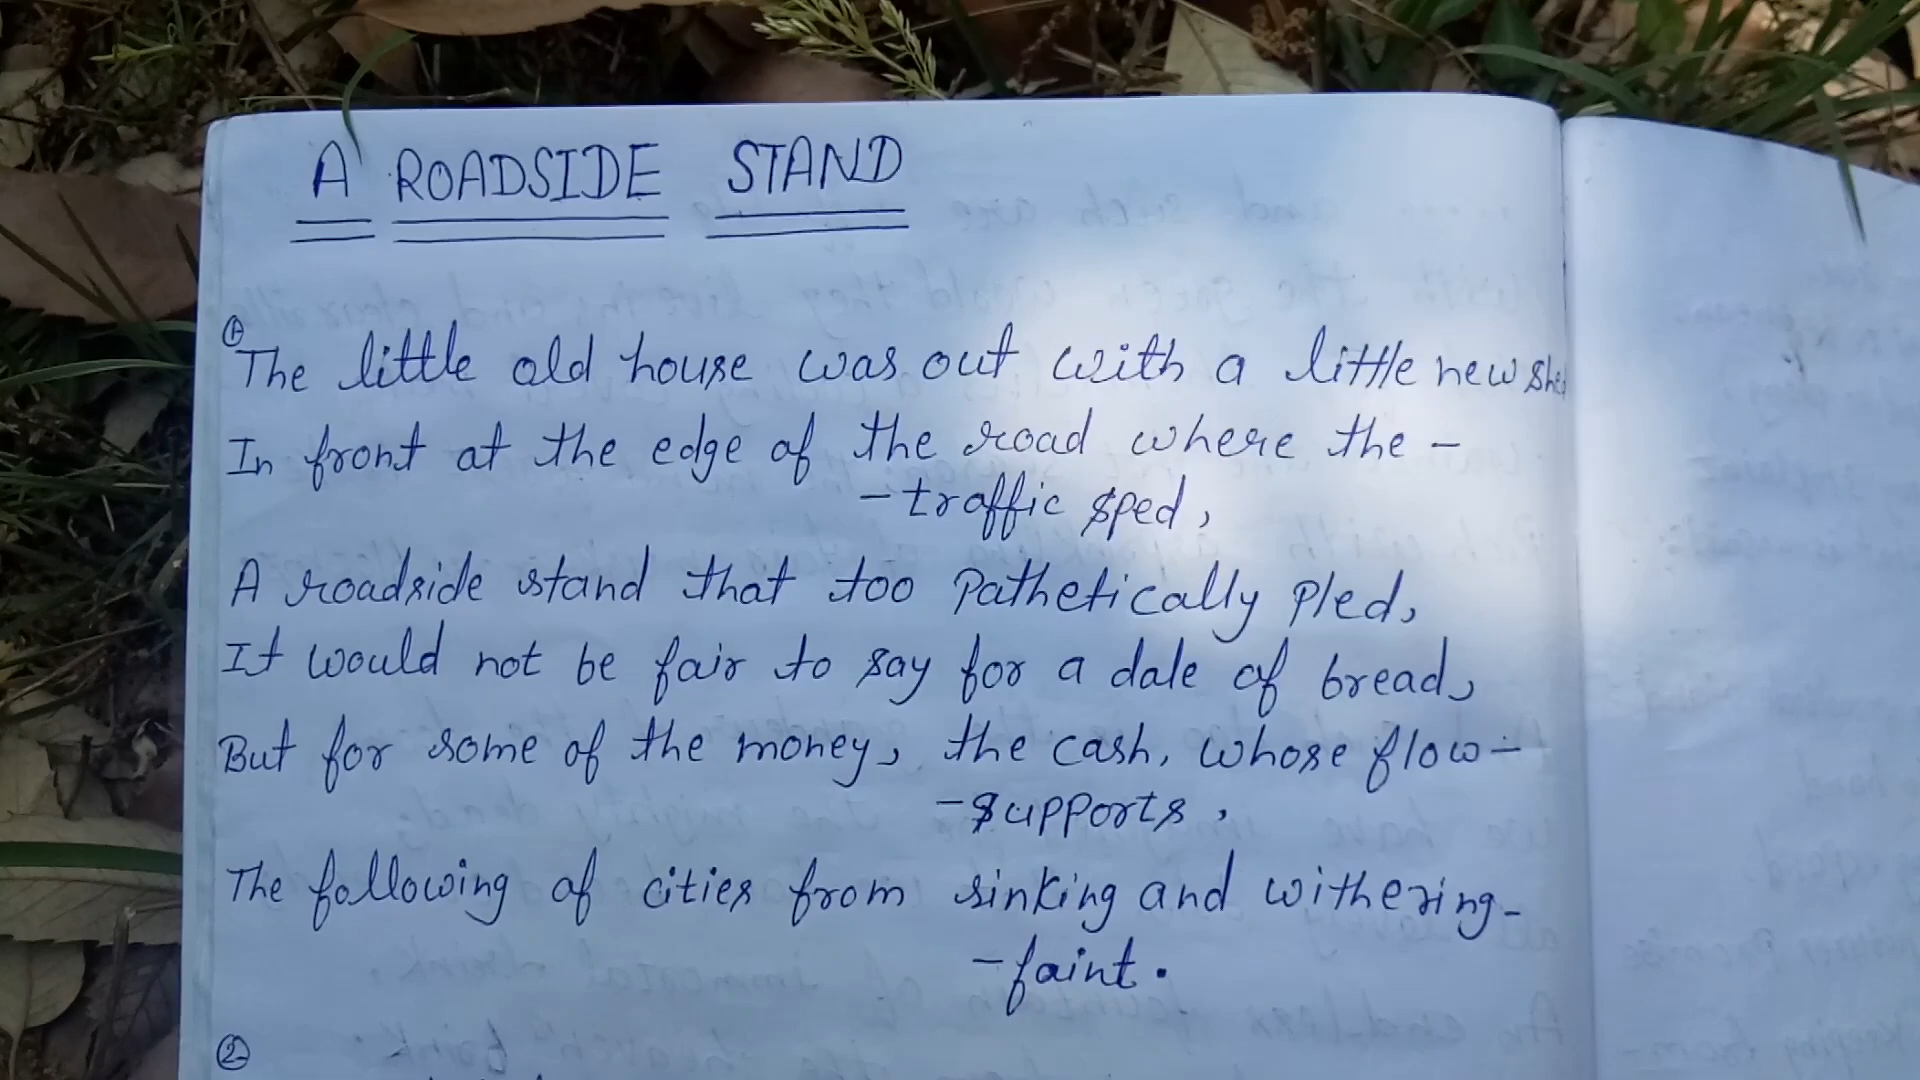 A ROADSIDE STAND
① The little old house was out with a little new shed
In front at the edge of the road where the -
- traffic sped,
A roadside stand that too Pathetically Pled,
It would not be fair to say for a dale of bread,
But for some of the money, the cash, whose flow -
- supports,
The following of cities from sinking and withering -
- faint.
②